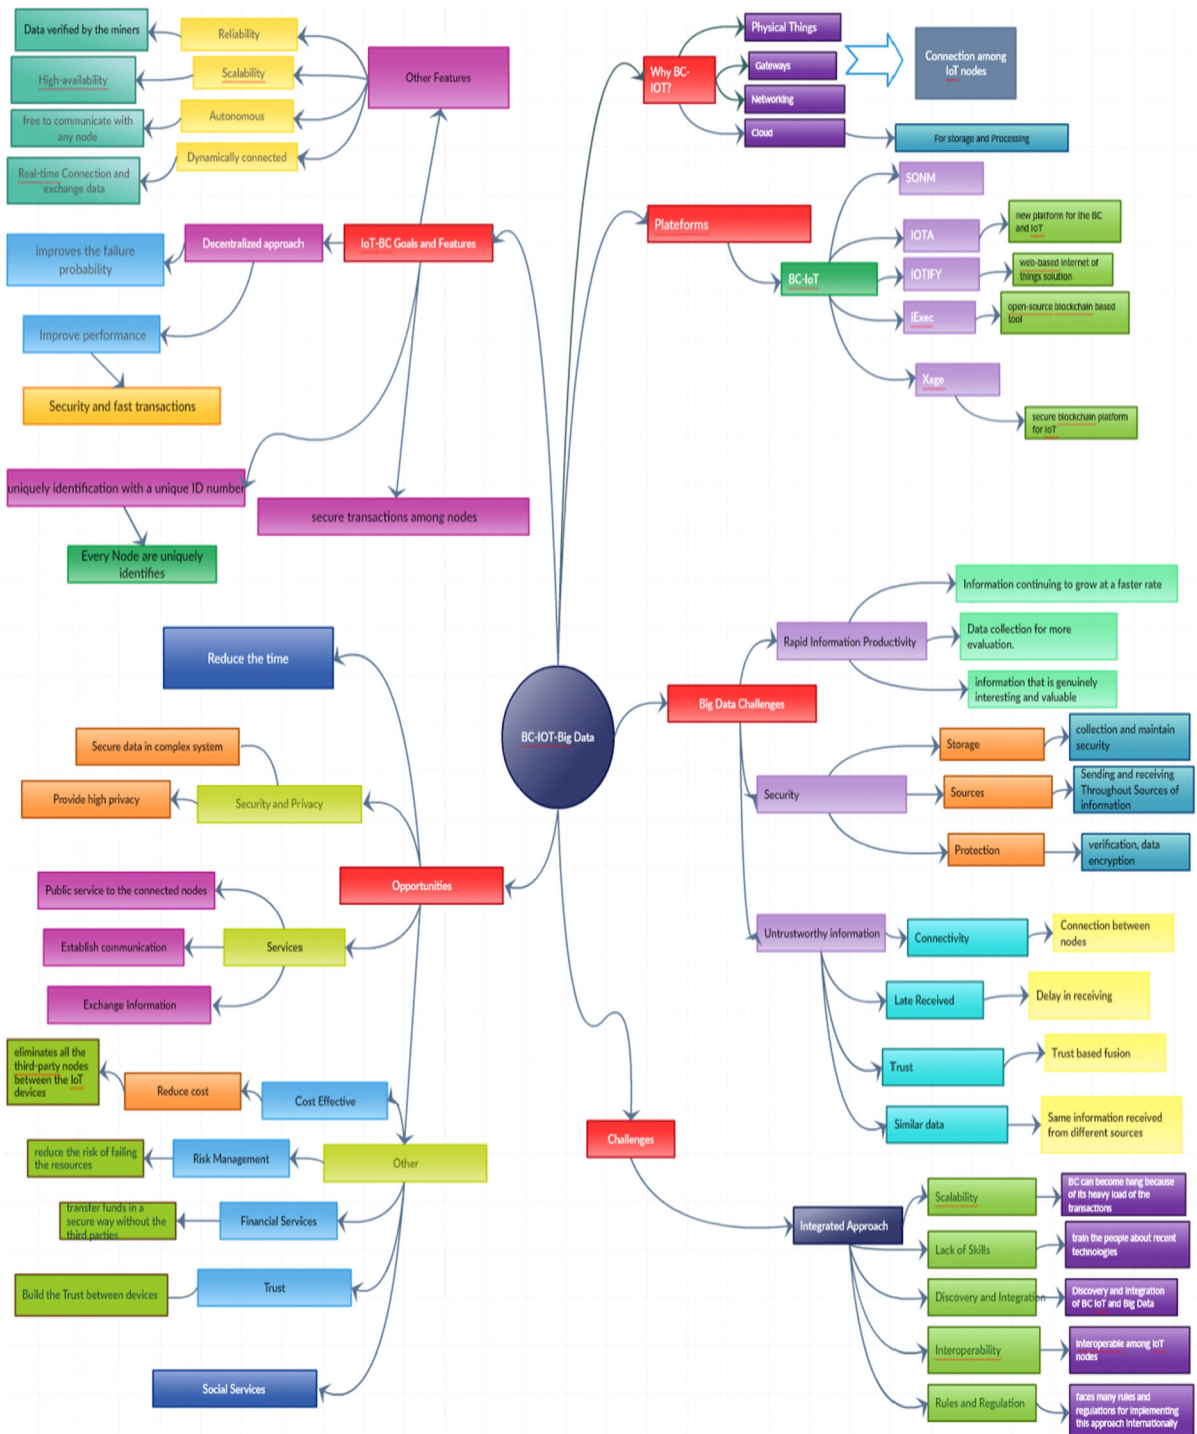 Data verified by the miners
Reliability
Other Features
High-availability
Scalability
free to communicate with
any node
Autonomous
Real-time Connection and
exchange data
Dynamically connected
improves the failure
probability
Decentralized approach
IoT-BC Goals and Features
Improve performance
Security and fast transactions
uniquely identification with a unique ID number
secure transactions among nodes
Every Node are uniquely
identifies
Why BC-
IOT?
Physical Things
Gateways
Networking
Cloud
Connection among
IoT nodes
For storage and Processing
Plateforms
BC-IoT
SONM
IOTA
new platform for the BC
and IoT
IOTIFY
web-based internet of
things solution
iExec
open-source blockchain based
tool
Xage
secure blockchain platform
for IoT
BC-IOT-Big Data
Big Data Challenges
Rapid Information Productivity
Information continuing to grow at a faster rate
Data collection for more
evaluation.
information that is genuinely
interesting and valuable
Security
Storage
collection and maintain
security
Sources
Sending and receiving
Throughout Sources of
information
Protection
verification, data
encryption
Untrustworthy information
Connectivity
Connection between
nodes
Late Received
Delay in receiving
Trust
Trust based fusion
Similar data
Same information received
from different sources
Reduce the time
Secure data in complex system
Provide high privacy
Security and Privacy
Opportunities
Public service to the connected nodes
Establish communication
Services
Exchange Information
eliminates all the
third-party nodes
between the IoT
devices
Reduce cost
Cost Effective
reduce the risk of failing
the resources
Risk Management
Other
transfer funds in a
secure way without the
third parties
Financial Services
Build the Trust between devices
Trust
Social Services
Challenges
Integrated Approach
Scalability
BC can become hang because
of its heavy load of the
transactions
Lack of Skills
train the people about recent
technologies
Discovery and Integration
Discovery and Integration
of BC IoT and Big Data
Interoperability
Interoperable among IoT
nodes
Rules and Regulation
faces many rules and
regulations for implementing
this approach internationally